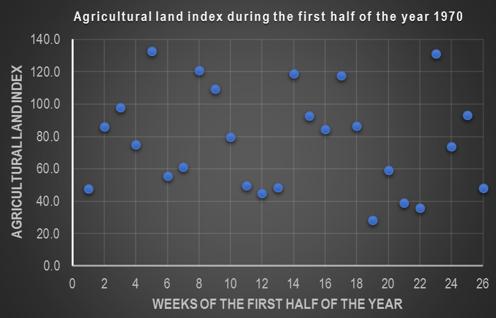 Agricultural land index during the first half of the year 1970
140.0
120.0
100.0
80.0
60.0
40.0
20.0
0.0
AGRICULTURAL LAND INDEX
0 2 4 6 8 10 12 14 16 18 20 22 24 26
WEEKS OF THE FIRST HALF OF THE YEAR